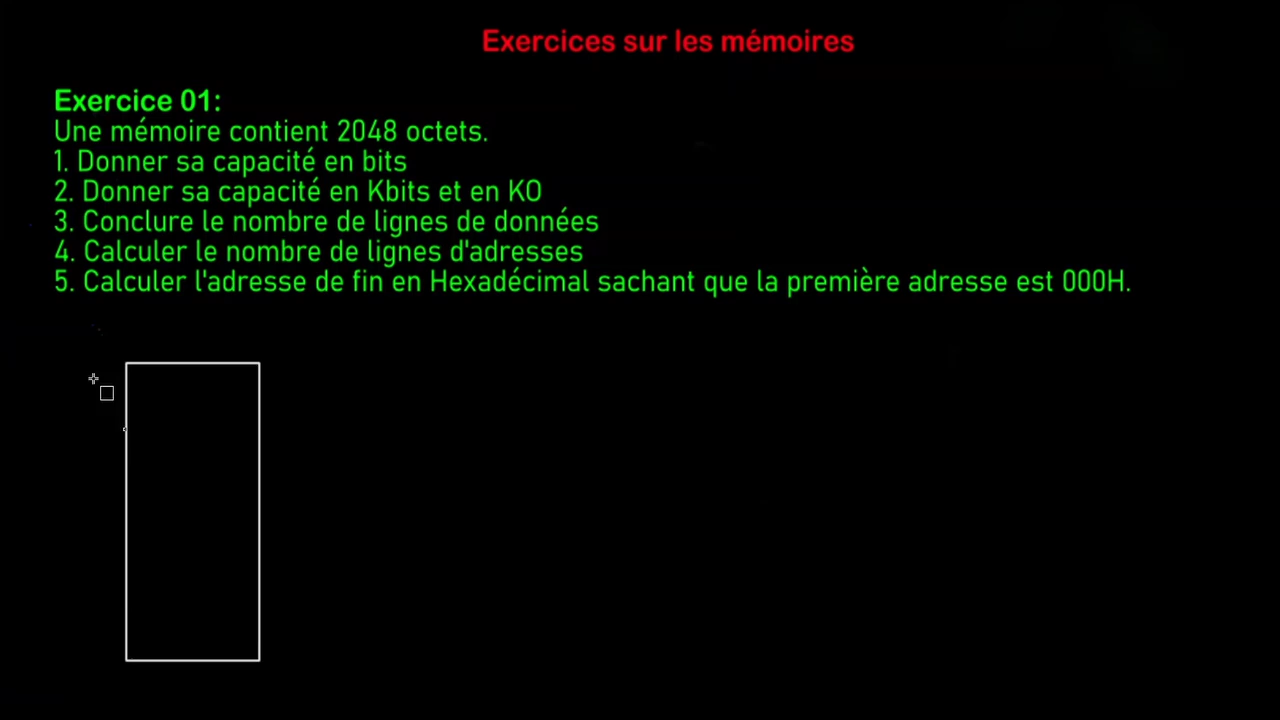 Exercices sur les mémoires
Exercice 01:
Une mémoire contient 2048 octets.
1. Donner sa capacité en bits
2. Donner sa capacité en Kbits et en KO
3. Conclure le nombre de lignes de données
4. Calculer le nombre de lignes d'adresses
5. Calculer l'adresse de fin en Hexadécimal sachant que la première adresse est 000H.